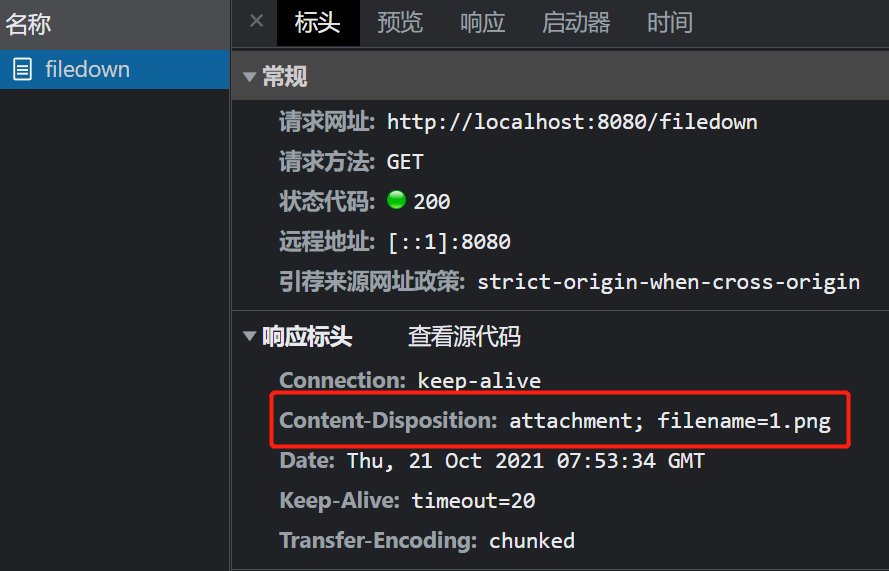 名称
filedown
× 标头 预览 响应 启动器 时间
▼常规
请求网址: http://localhost:8080/filedown
请求方法: GET
状态代码: 200
远程地址: [::1]:8080
引荐来源网址政策: strict-origin-when-cross-origin
▼响应标头 查看源代码
Connection: keep-alive
Content-Disposition: attachment; filename=1.png
Date: Thu, 21 Oct 2021 07:53:34 GMT
Keep-Alive: timeout=20
Transfer-Encoding: chunked